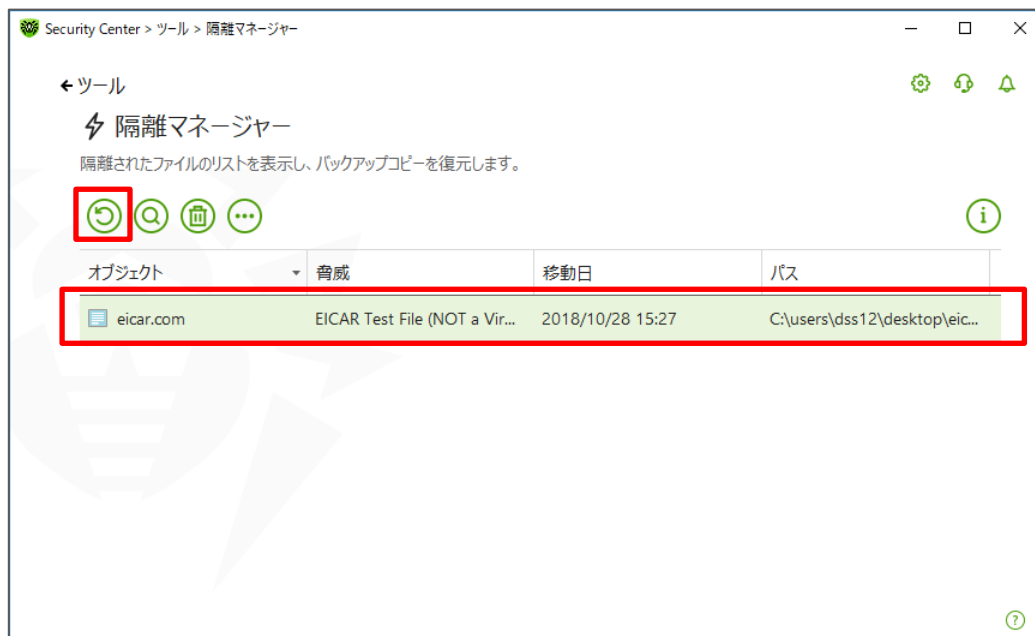 Security Center > ツール > 隔離マネージャー
ツール
隔離マネージャー
隔離されたファイルのリストを表示し、バックアップコピーを復元します。
オブジェクト 脅威 移動日 パス
eicar.com EICAR Test File (NOT a Vir... 2018/10/28 15:27 C:\users\dss12\desktop\eic...